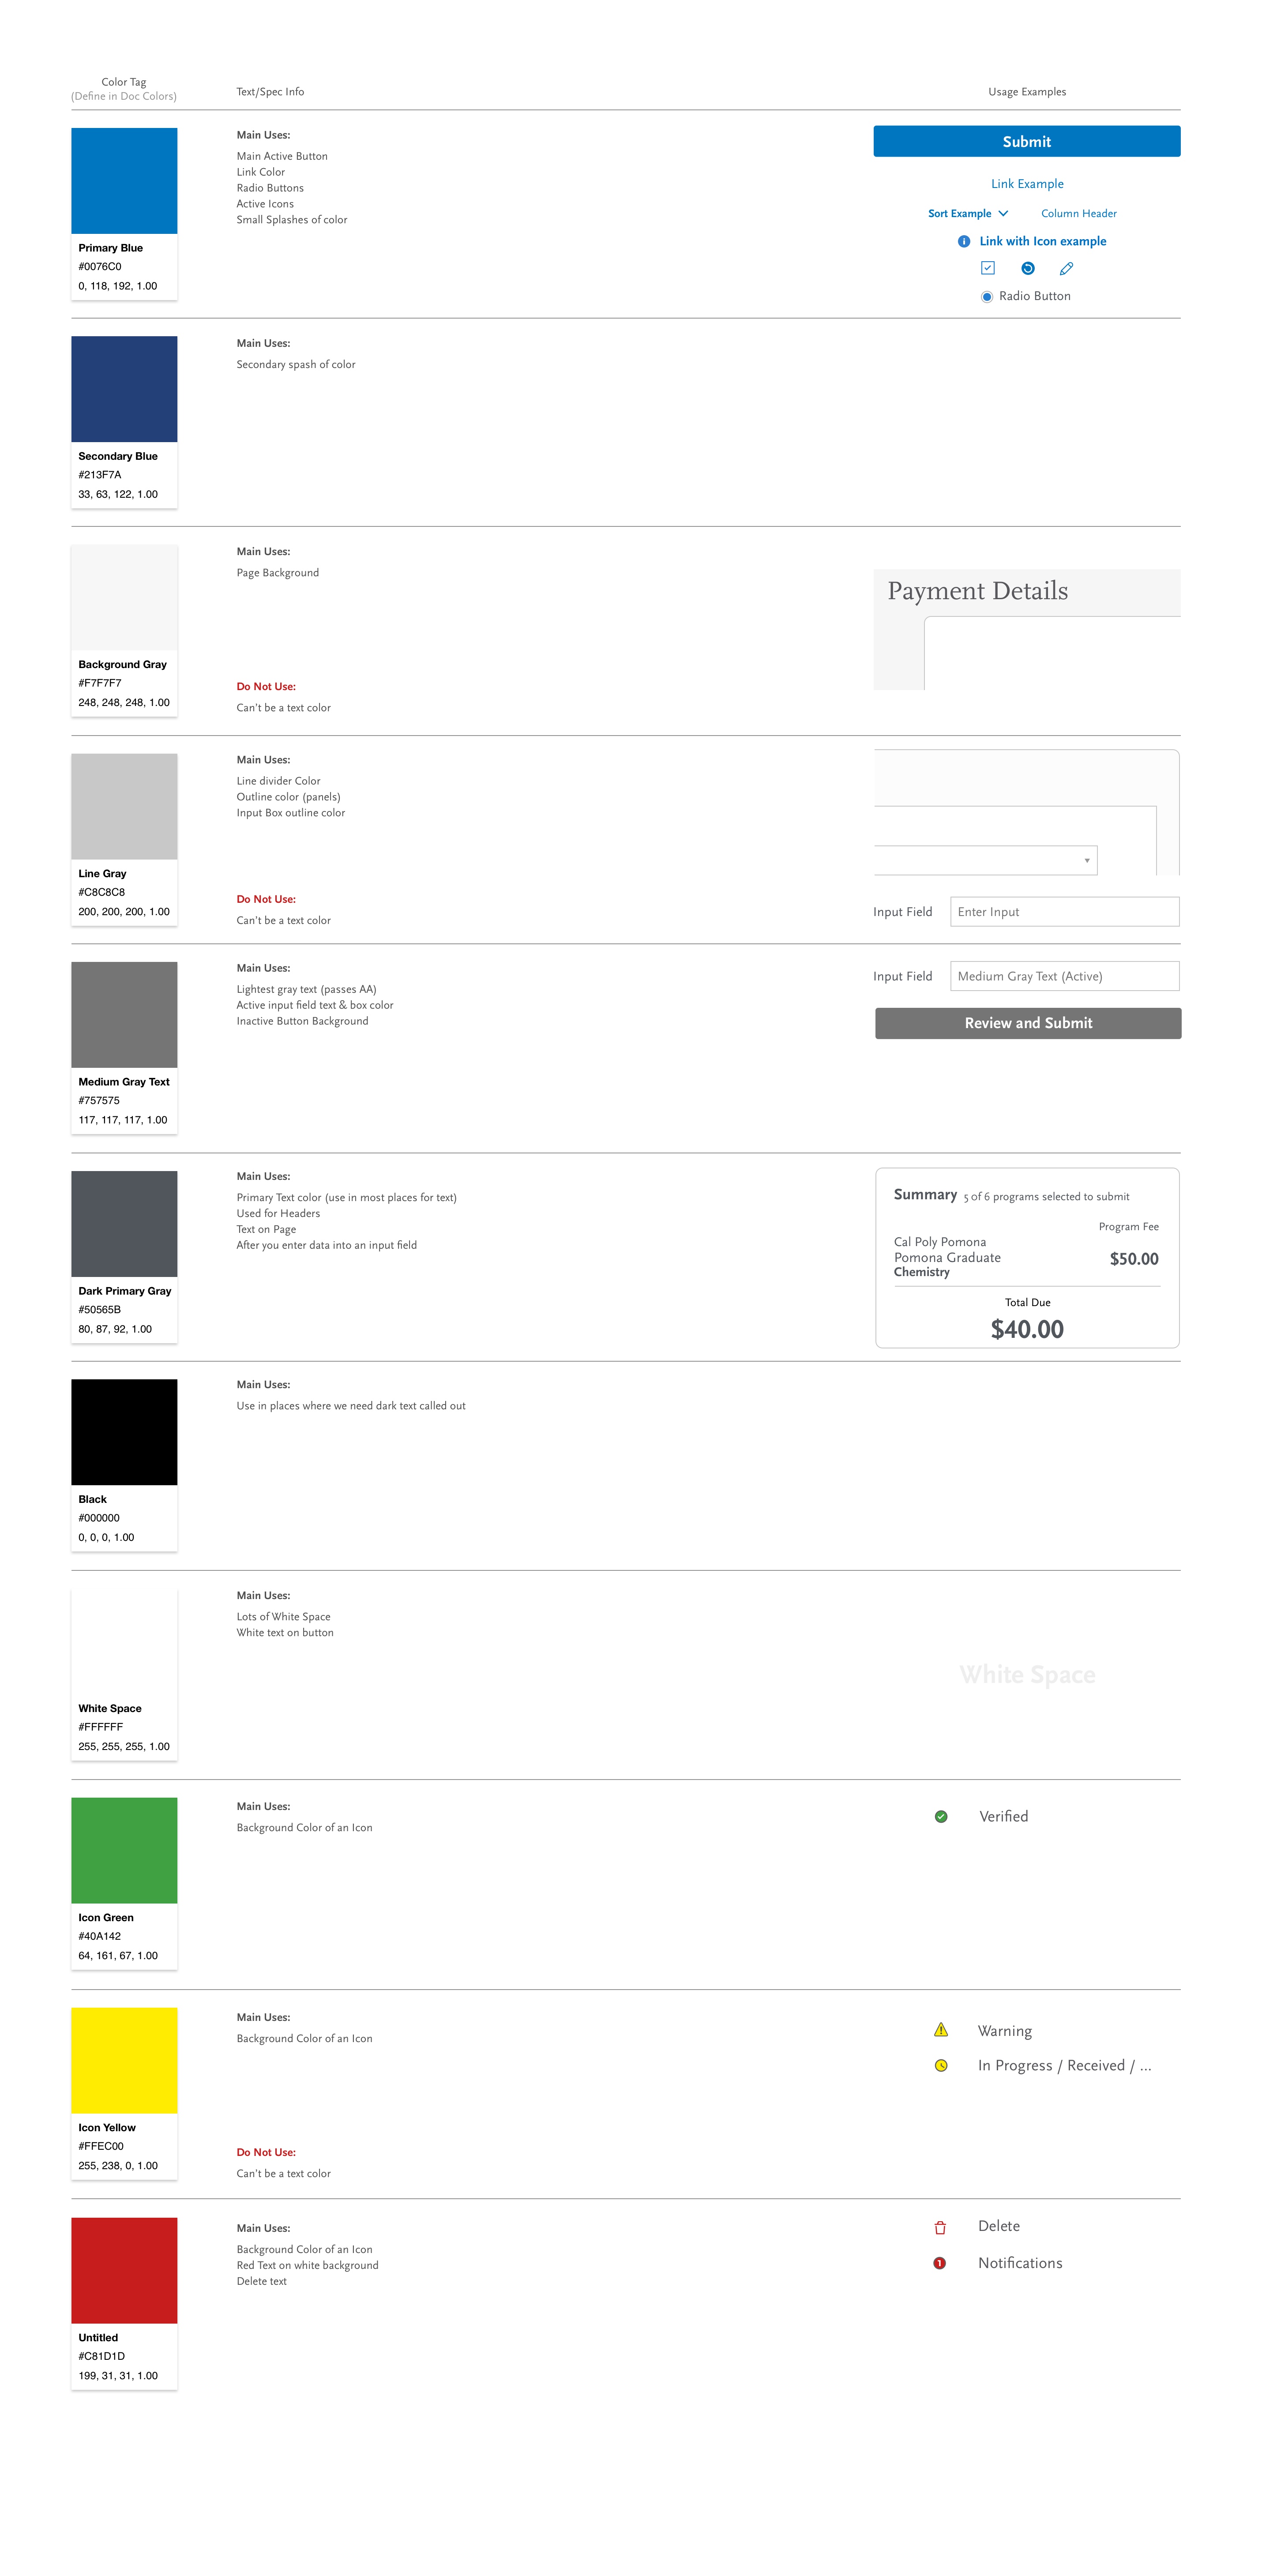 Color Tag
(Define in Doc Colors)
Text/Spec Info
Usage Examples
Primary Blue
#0076C0
0, 118, 192, 1.00
Main Uses:
Main Active Button
Link Color
Radio Buttons
Active Icons
Small Splashes of color
Submit
Link Example
Sort Example
Column Header
Link with Icon example
Radio Button
Secondary Blue
#213F7A
33, 63, 122, 1.00
Main Uses:
Secondary spash of color
Background Gray
#F7F7F7
248, 248, 248, 1.00
Main Uses:
Page Background
Do Not Use:
Can't be a text color
Payment Details
Line Gray
#C8C8C8
200, 200, 200, 1.00
Main Uses:
Line divider Color
Outline color (panels)
Input Box outline color
Do Not Use:
Can't be a text color
Input Field
Enter Input
Medium Gray Text
#757575
117, 117, 117, 1.00
Main Uses:
Lightest gray text (passes AA)
Active input field text & box color
Inactive Button Background
Input Field
Medium Gray Text (Active)
Review and Submit
Dark Primary Gray
#50565B
80, 87, 92, 1.00
Main Uses:
Primary Text color (use in most places for text)
Used for Headers
Text on Page
After you enter data into an input field
Summary 5 of 6 programs selected to submit
Program Fee
Cal Poly Pomona
Pomona Graduate
Chemistry
$50.00
Total Due
$40.00
Black
#000000
0, 0, 0, 1.00
Main Uses:
Use in places where we need dark text called out
White Space
#FFFFFF
255, 255, 255, 1.00
Main Uses:
Lots of White Space
White text on button
White Space
Icon Green
#40A142
64, 161, 67, 1.00
Main Uses:
Background Color of an Icon
Verified
Icon Yellow
#FFEC00
255, 238, 0, 1.00
Main Uses:
Background Color of an Icon
Do Not Use:
Can't be a text color
Warning
In Progress / Received / ...
Untitled
#C81D1D
199, 31, 31, 1.00
Main Uses:
Background Color of an Icon
Red Text on white background
Delete text
Delete
1
Notifications